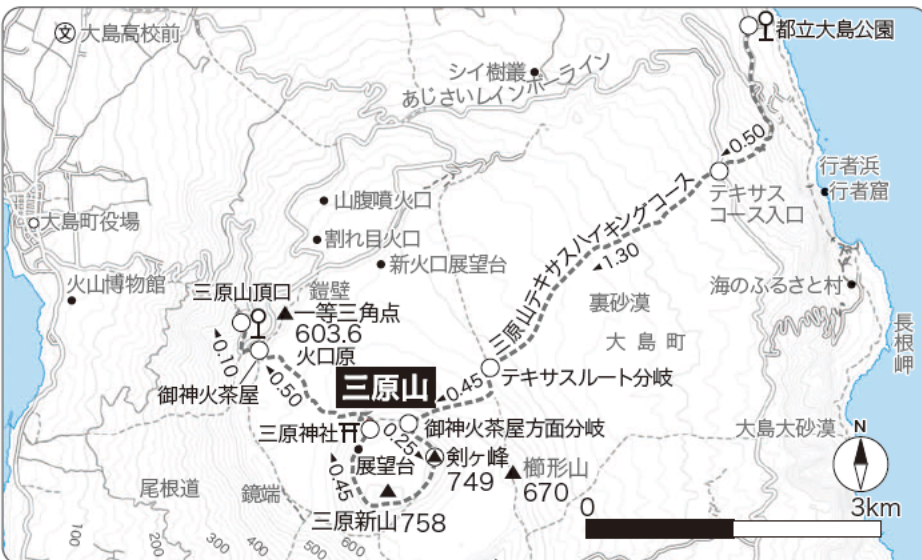 文
大島高校前
都立大島公園
シイ樹叢
あじさいレインボーライン
0.50
行者浜
行者窟
テキサス
コース入口
山腹噴火口
大島町役場
割れ目火口
三原山テキサスハイキングコース
1.30
新火口展望台
火山博物館
海のふるさと村
三原山頂口
鎧壁
裏砂漠
一等三角点
603.6
大島町
長根岬
0.10
火口原
テキサスルート分岐
御神火茶屋
0.50
三原山
0.45
三原神社
御神火茶屋方面分岐
大島大砂漠
N
0.25
剣ヶ峰
749
展望台
櫛形山
670
0.45
尾根道
鏡端
三原新山758
0
3km
100
200
300
400
500
600